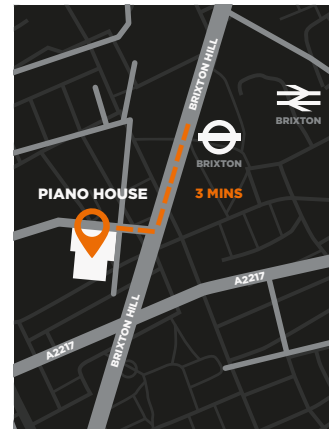 BRIXTON HILL
BRIXTON
BRIXTON
PIANO HOUSE
3 MINS
A2217
BRIXTON HILL
A2217